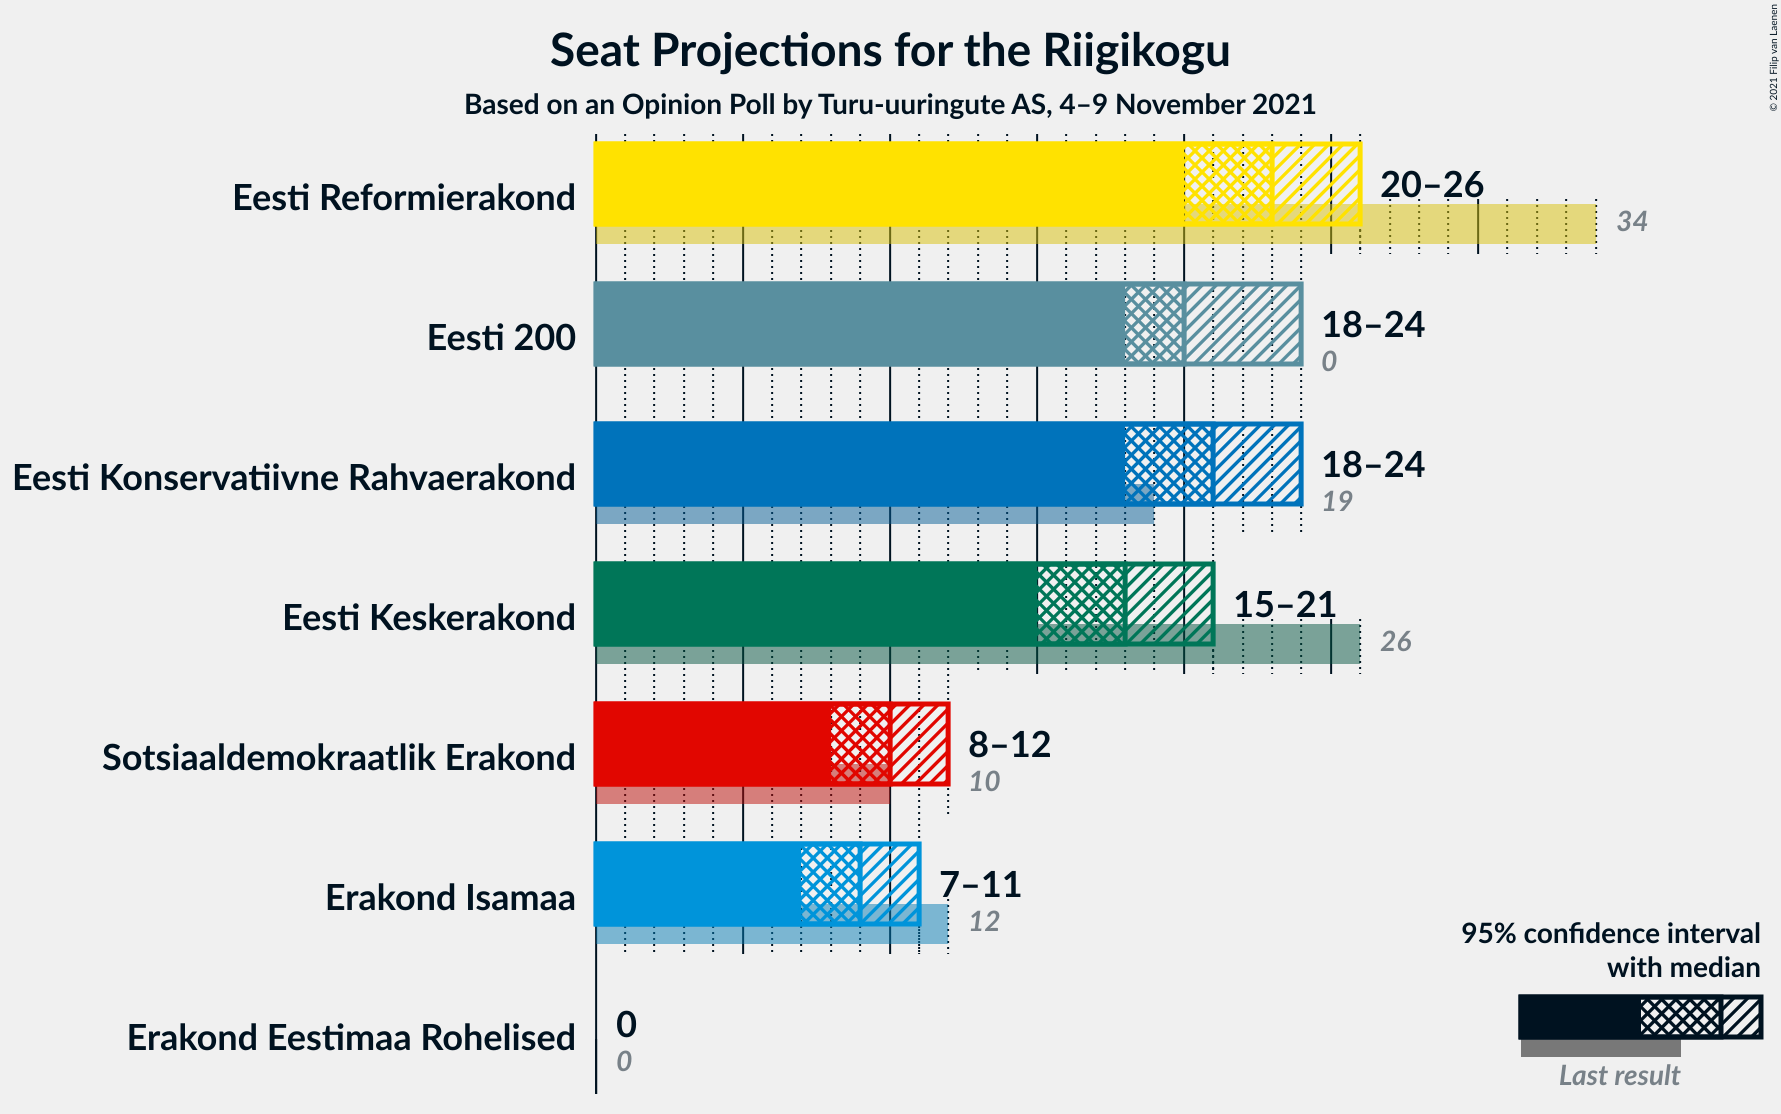 Seat Projections for the Riigikogu
Based on an Opinion Poll by Turu-uuringute AS, 4–9 November 2021
© 2021 Filip van Laenen
Eesti Reformierakond
20–26
34
Eesti 200
18–24
0
Eesti Konservatiivne Rahvaerakond
18–24
19
Eesti Keskerakond
15–21
26
Sotsiaaldemokraatlik Erakond
8–12
10
Erakond Isamaa
7–11
12
Erakond Eestimaa Rohelised
0
0
95% confidence interval
with median
Last result